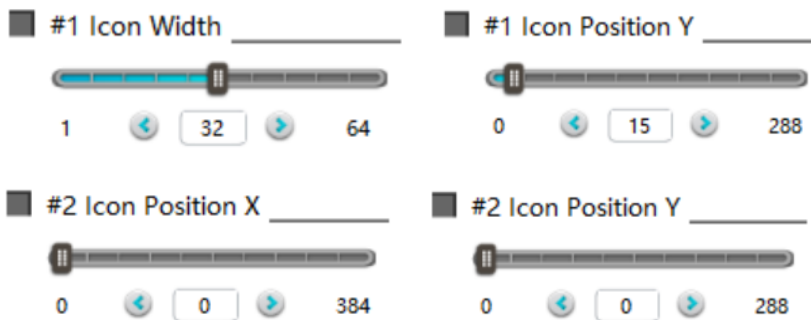 #1 Icon Width
1 32 64
#1 Icon Position Y
0 15 288
#2 Icon Position X
0 0 384
#2 Icon Position Y
0 0 288